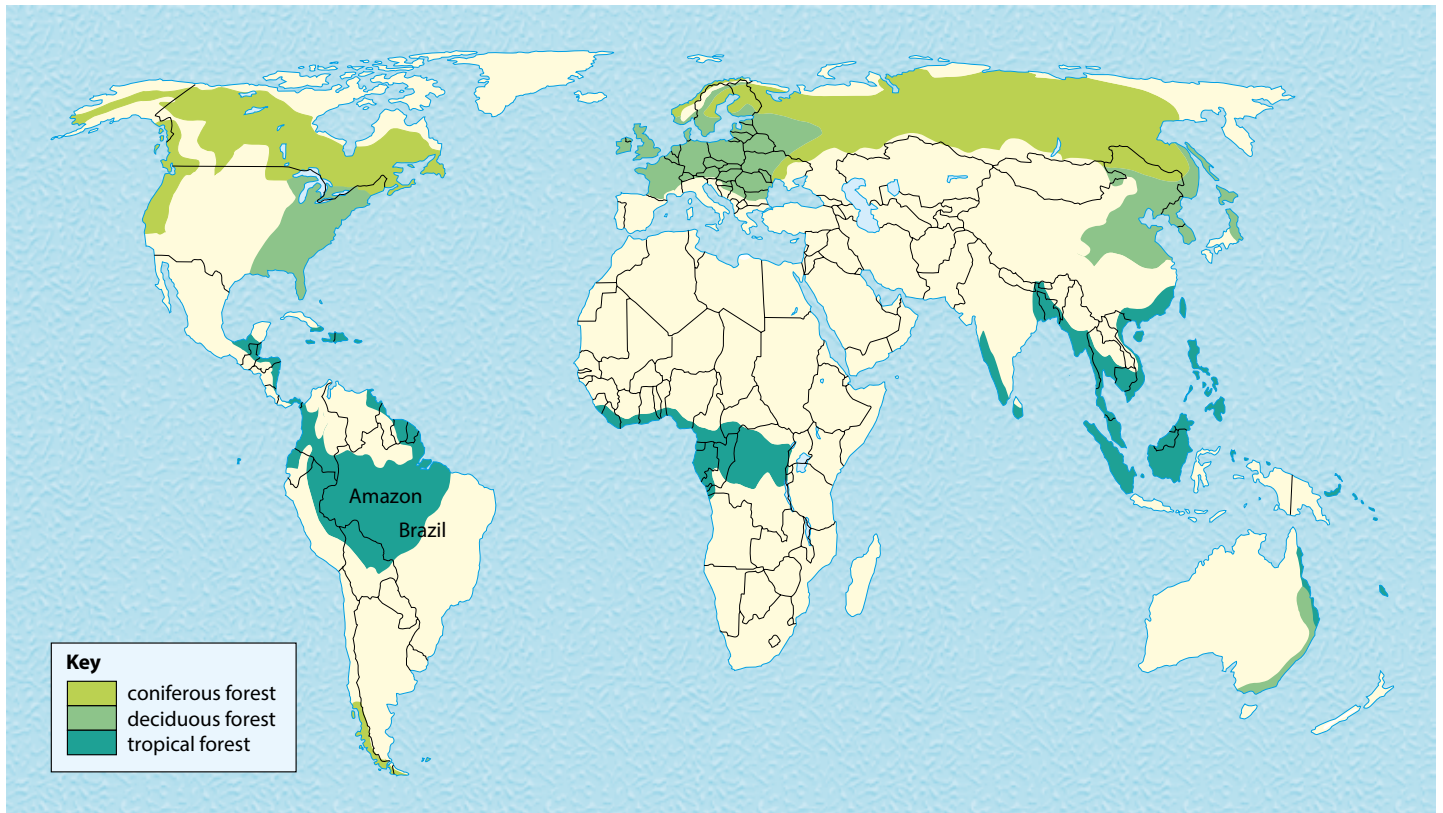 Amazon
Brazil
Key
coniferous forest
deciduous forest
tropical forest